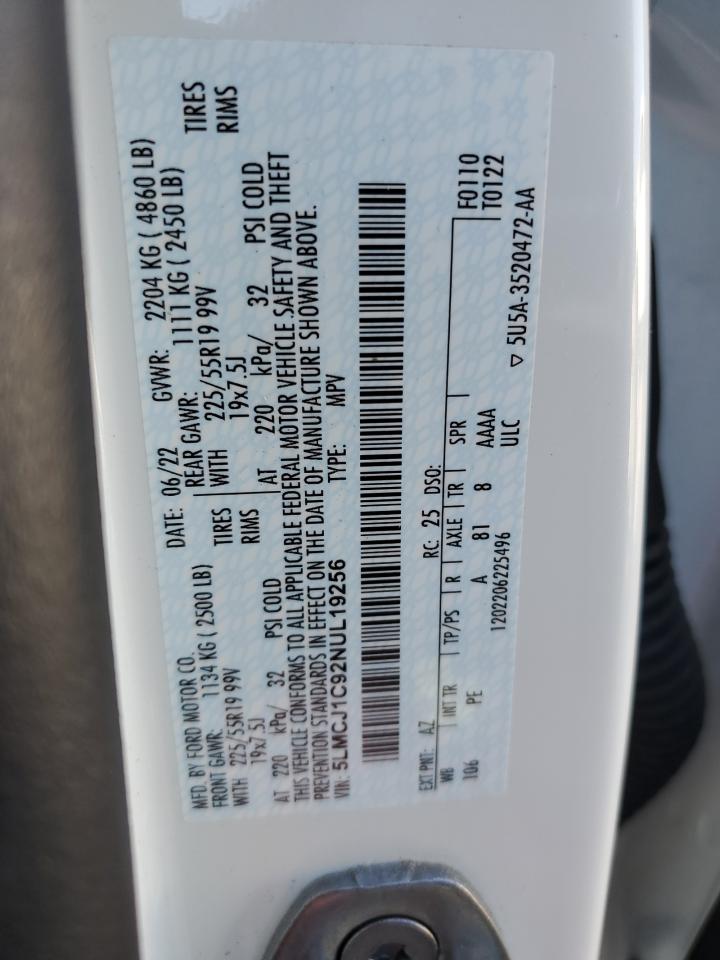 MFD. BY FORD MOTOR CO. DATE: 06/22 GVWR: 2204 KG ( 4860 LB)
FRONT GAWR: 1134 KG ( 2500 LB) REAR GAWR: 1111 KG ( 2450 LB)
WITH 225/55R19 99V TIRES WITH 225/55R19 99V TIRES
19x7.5J RIMS 19x7.5J RIMS
AT 220 kPa/ 32 PSI COLD AT 220 kPa/ 32 PSI COLD
THIS VEHICLE CONFORMS TO ALL APPLICABLE FEDERAL MOTOR VEHICLE SAFETY AND THEFT
PREVENTION STANDARDS IN EFFECT ON THE DATE OF MANUFACTURE SHOWN ABOVE.
VIN: 5LMCJ1C92NUL19256 TYPE: MPV
EXT PNT: AZ RC: 25 DSO: F0110
WB INT TR TP/PS R AXLE TR SPR T0122
106 PE A 81 8 AAAA
1202206225496 ULC
▽ 5U5A-3520472-AA